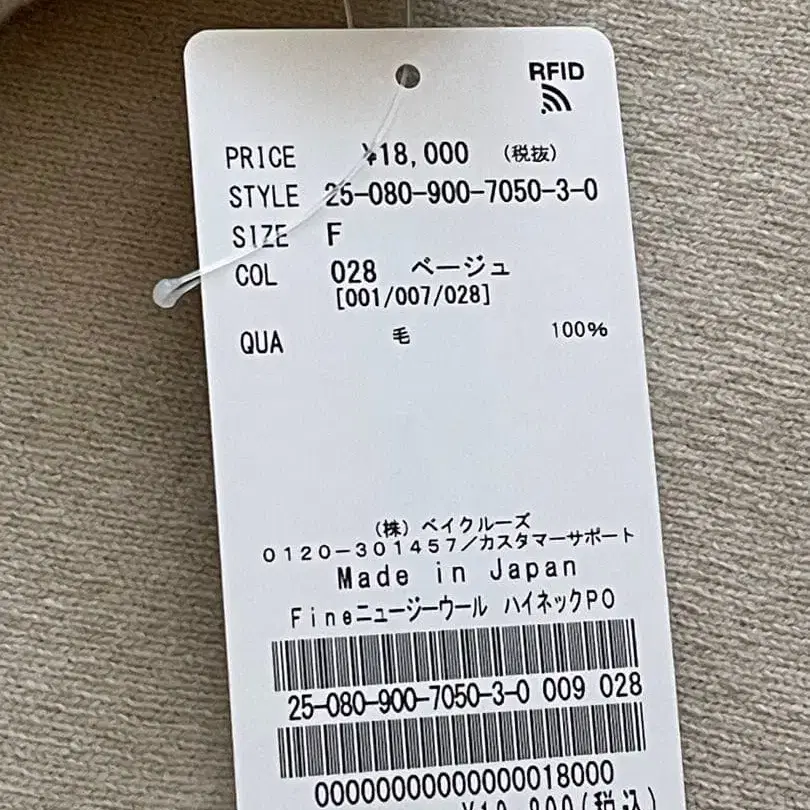 RFID
PRICE ¥18,000 (税抜)
STYLE 25-080-900-7050-3-0
SIZE F
COL 028 ベージュ
[001/007/028]
QUA 毛 100%
(株)ベイクルーズ
0120-301457/カスタマーサポート
Made in Japan
Fineニュージーウール ハイネックPO
25-080-900-7050-3-0 009 028
00000000000000018000
(税込)